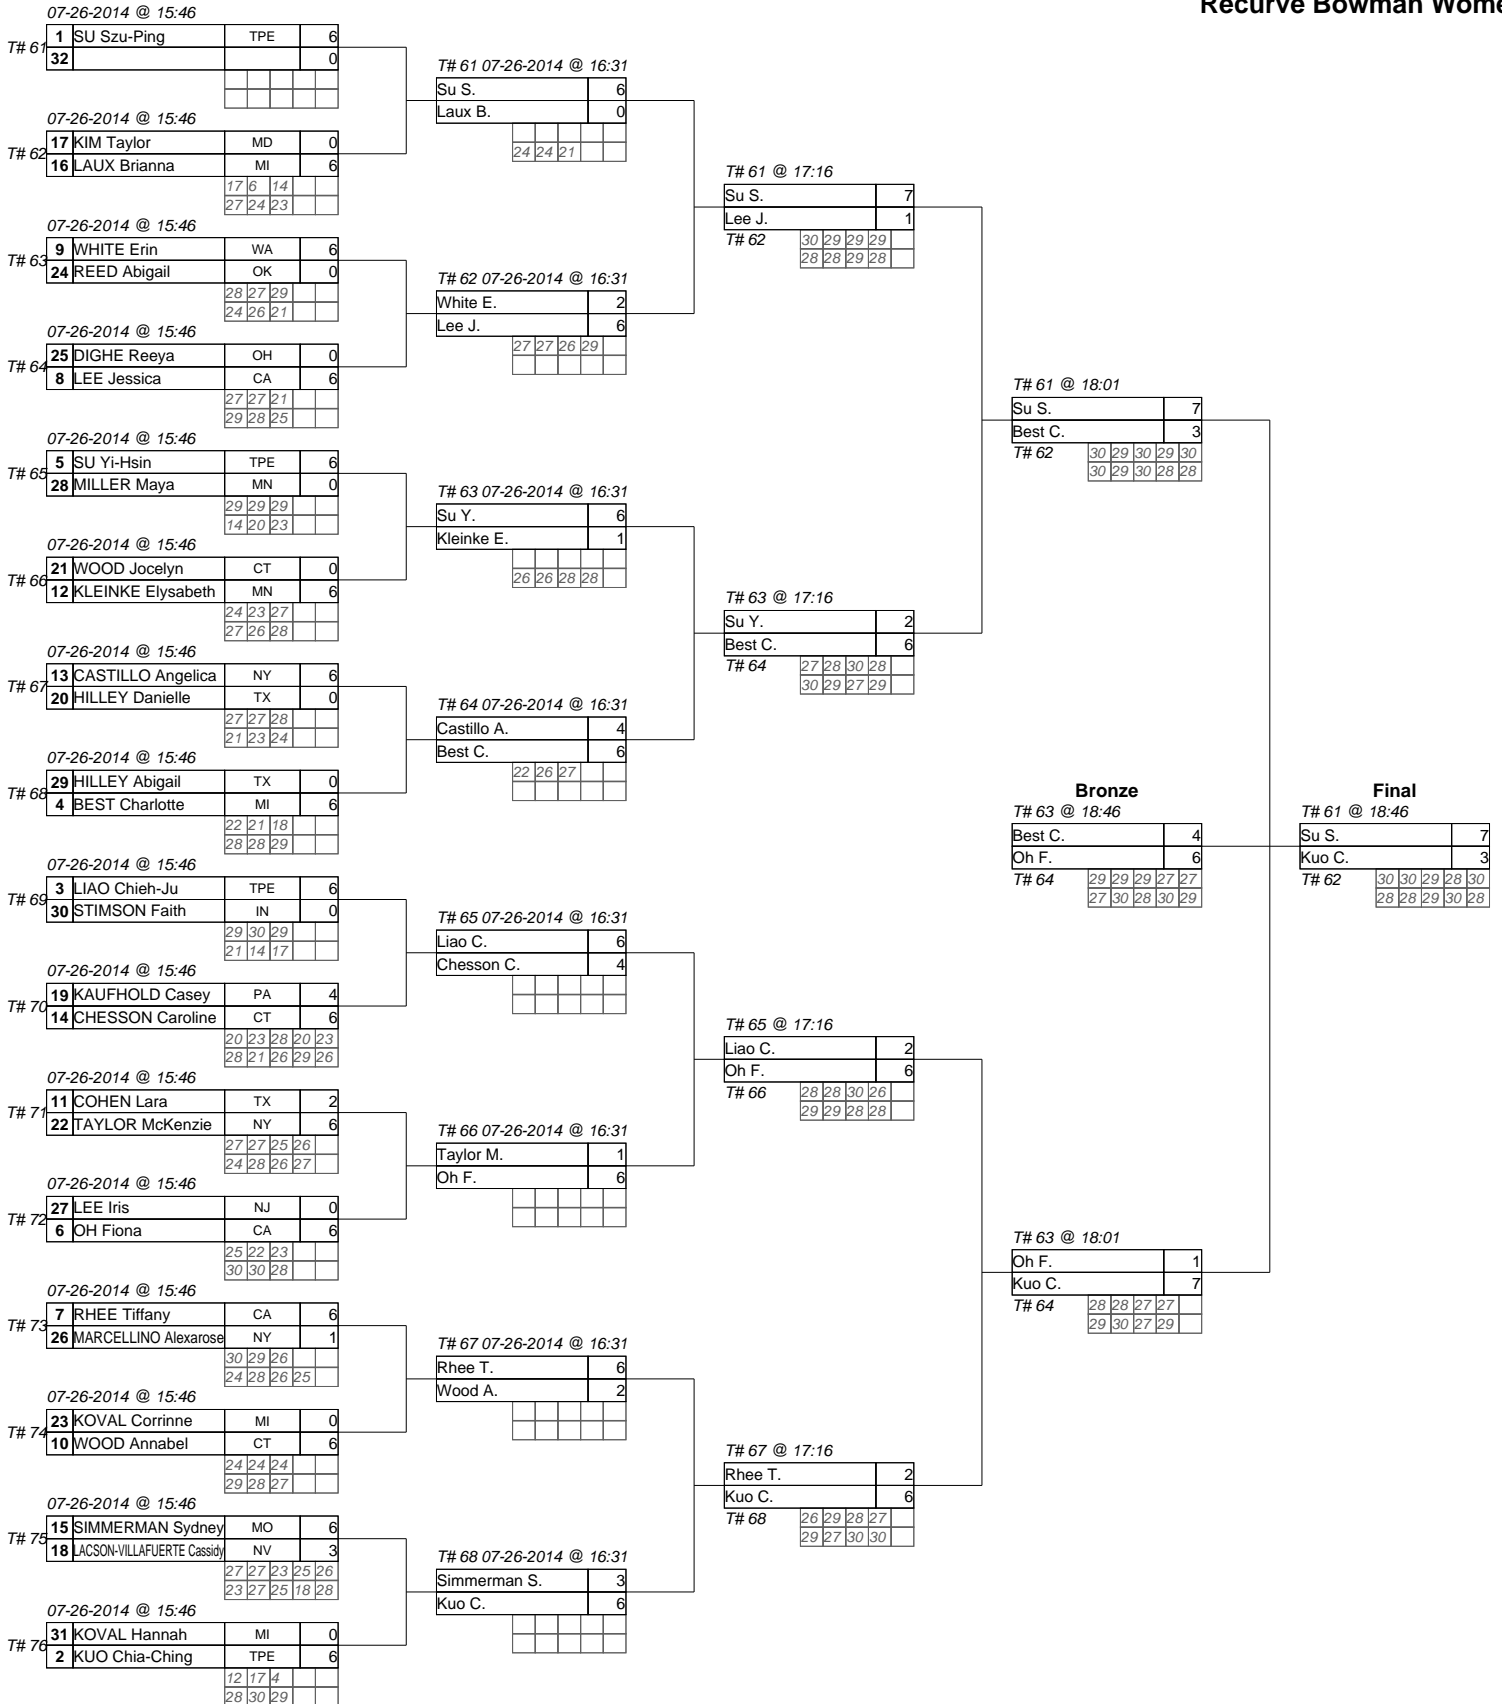 Recurve Bowman Wome
07-26-2014 @ 15:46
T# 61
1 SU Szu-Ping TPE 6
32 0
07-26-2014 @ 15:46
T# 62
17 KIM Taylor MD 0
16 LAUX Brianna MI 6
17 6 14
27 24 23
07-26-2014 @ 15:46
T# 63
9 WHITE Erin WA 6
24 REED Abigail OK 0
28 27 29
24 26 21
07-26-2014 @ 15:46
T# 64
25 DIGHE Reeya OH 0
8 LEE Jessica CA 6
27 27 21
29 28 25
07-26-2014 @ 15:46
T# 65
5 SU Yi-Hsin TPE 6
28 MILLER Maya MN 0
29 29 29
14 20 23
07-26-2014 @ 15:46
T# 66
21 WOOD Jocelyn CT 0
12 KLEINKE Elysabeth MN 6
24 23 27
27 26 28
07-26-2014 @ 15:46
T# 67
13 CASTILLO Angelica NY 6
20 HILLEY Danielle TX 0
27 27 28
21 23 24
07-26-2014 @ 15:46
T# 68
29 HILLEY Abigail TX 0
4 BEST Charlotte MI 6
22 21 18
28 28 29
07-26-2014 @ 15:46
T# 69
3 LIAO Chieh-Ju TPE 6
30 STIMSON Faith IN 0
29 30 29
21 14 17
07-26-2014 @ 15:46
T# 70
19 KAUFHOLD Casey PA 4
14 CHESSON Caroline CT 6
20 23 28 20 23
28 21 26 29 26
07-26-2014 @ 15:46
T# 71
11 COHEN Lara TX 2
22 TAYLOR McKenzie NY 6
27 27 25 26
24 28 26 27
07-26-2014 @ 15:46
T# 72
27 LEE Iris NJ 0
6 OH Fiona CA 6
25 22 23
30 30 28
07-26-2014 @ 15:46
T# 73
7 RHEE Tiffany CA 6
26 MARCELLINO Alexarose NY 1
30 29 26
24 28 26 25
07-26-2014 @ 15:46
T# 74
23 KOVAL Corrinne MI 0
10 WOOD Annabel CT 6
24 24 24
29 28 27
07-26-2014 @ 15:46
T# 75
15 SIMMERMAN Sydney MO 6
18 LACSON-VILLAFUERTE Cassidy NV 3
27 27 23 25 26
23 27 25 18 28
07-26-2014 @ 15:46
T# 76
31 KOVAL Hannah MI 0
2 KUO Chia-Ching TPE 6
12 17 4
28 30 29
T# 61 07-26-2014 @ 16:31
Su S. 6
Laux B. 0
24 24 21
T# 62 07-26-2014 @ 16:31
White E. 2
Lee J. 6
27 27 26 29
T# 63 07-26-2014 @ 16:31
Su Y. 6
Kleinke E. 1
26 26 28 28
T# 64 07-26-2014 @ 16:31
Castillo A. 4
Best C. 6
22 26 27
T# 65 07-26-2014 @ 16:31
Liao C. 6
Chesson C. 4
T# 66 07-26-2014 @ 16:31
Taylor M. 1
Oh F. 6
T# 67 07-26-2014 @ 16:31
Rhee T. 6
Wood A. 2
T# 68 07-26-2014 @ 16:31
Simmerman S. 3
Kuo C. 6
T# 61 @ 17:16
Su S. 7
Lee J. 1
T# 62 30 29 29 29
28 28 29 28
T# 63 @ 17:16
Su Y. 2
Best C. 6
T# 64 27 28 30 28
30 29 27 29
T# 65 @ 17:16
Liao C. 2
Oh F. 6
T# 66 28 28 30 26
29 29 28 28
T# 67 @ 17:16
Rhee T. 2
Kuo C. 6
T# 68 26 29 28 27
29 27 30 30
T# 61 @ 18:01
Su S. 7
Best C. 3
T# 62 30 29 30 29 30
30 29 30 28 28
Bronze
T# 63 @ 18:46
Best C. 4
Oh F. 6
T# 64 29 29 29 27 27
27 30 28 30 29
T# 63 @ 18:01
Oh F. 1
Kuo C. 7
T# 64 28 28 27 27
29 30 27 29
Final
T# 61 @ 18:46
Su S. 7
Kuo C. 3
T# 62 30 30 29 28 30
28 28 29 30 28